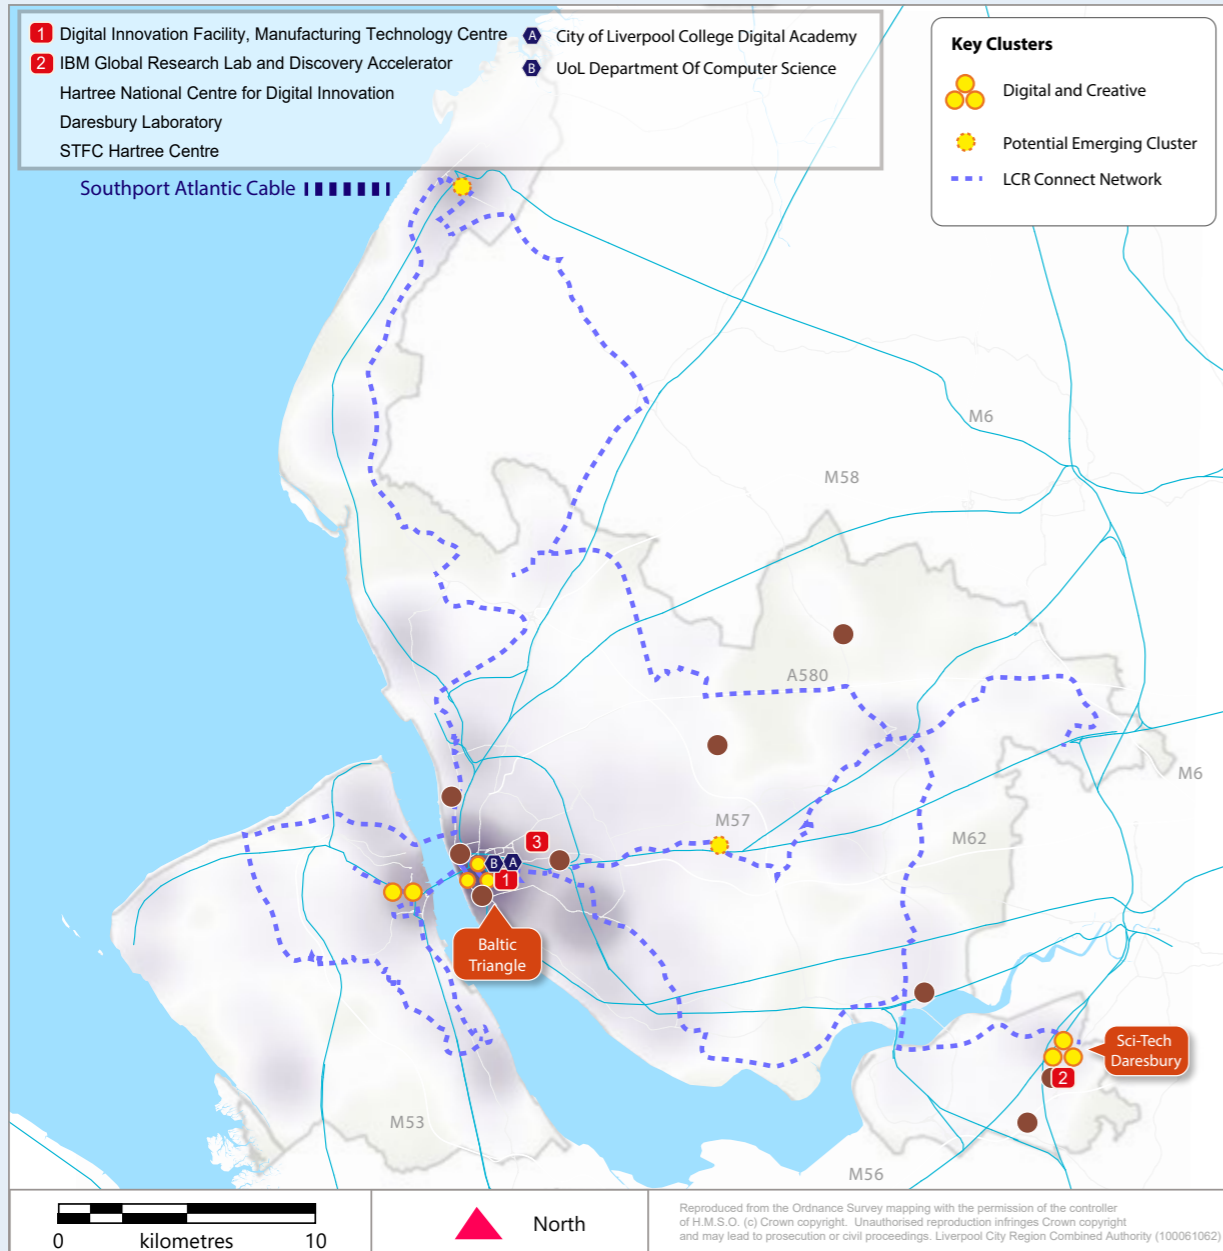 1 Digital Innovation Facility, Manufacturing Technology Centre
2 IBM Global Research Lab and Discovery Accelerator
Hartree National Centre for Digital Innovation
Daresbury Laboratory
STFC Hartree Centre
A City of Liverpool College Digital Academy
B UoL Department Of Computer Science
Key Clusters
Digital and Creative
Potential Emerging Cluster
LCR Connect Network
Southport Atlantic Cable
M6
M58
A580
M6
M57
M62
3
B
A
1
Baltic
Triangle
Sci-Tech
Daresbury
2
M53
M56
0 kilometres 10
North
Reproduced from the Ordnance Survey mapping with the permission of the controller
of H.M.S.O. (c) Crown copyright. Unauthorised reproduction infringes Crown copyright
and may lead to prosecution or civil proceedings. Liverpool City Region Combined Authority (100061062)